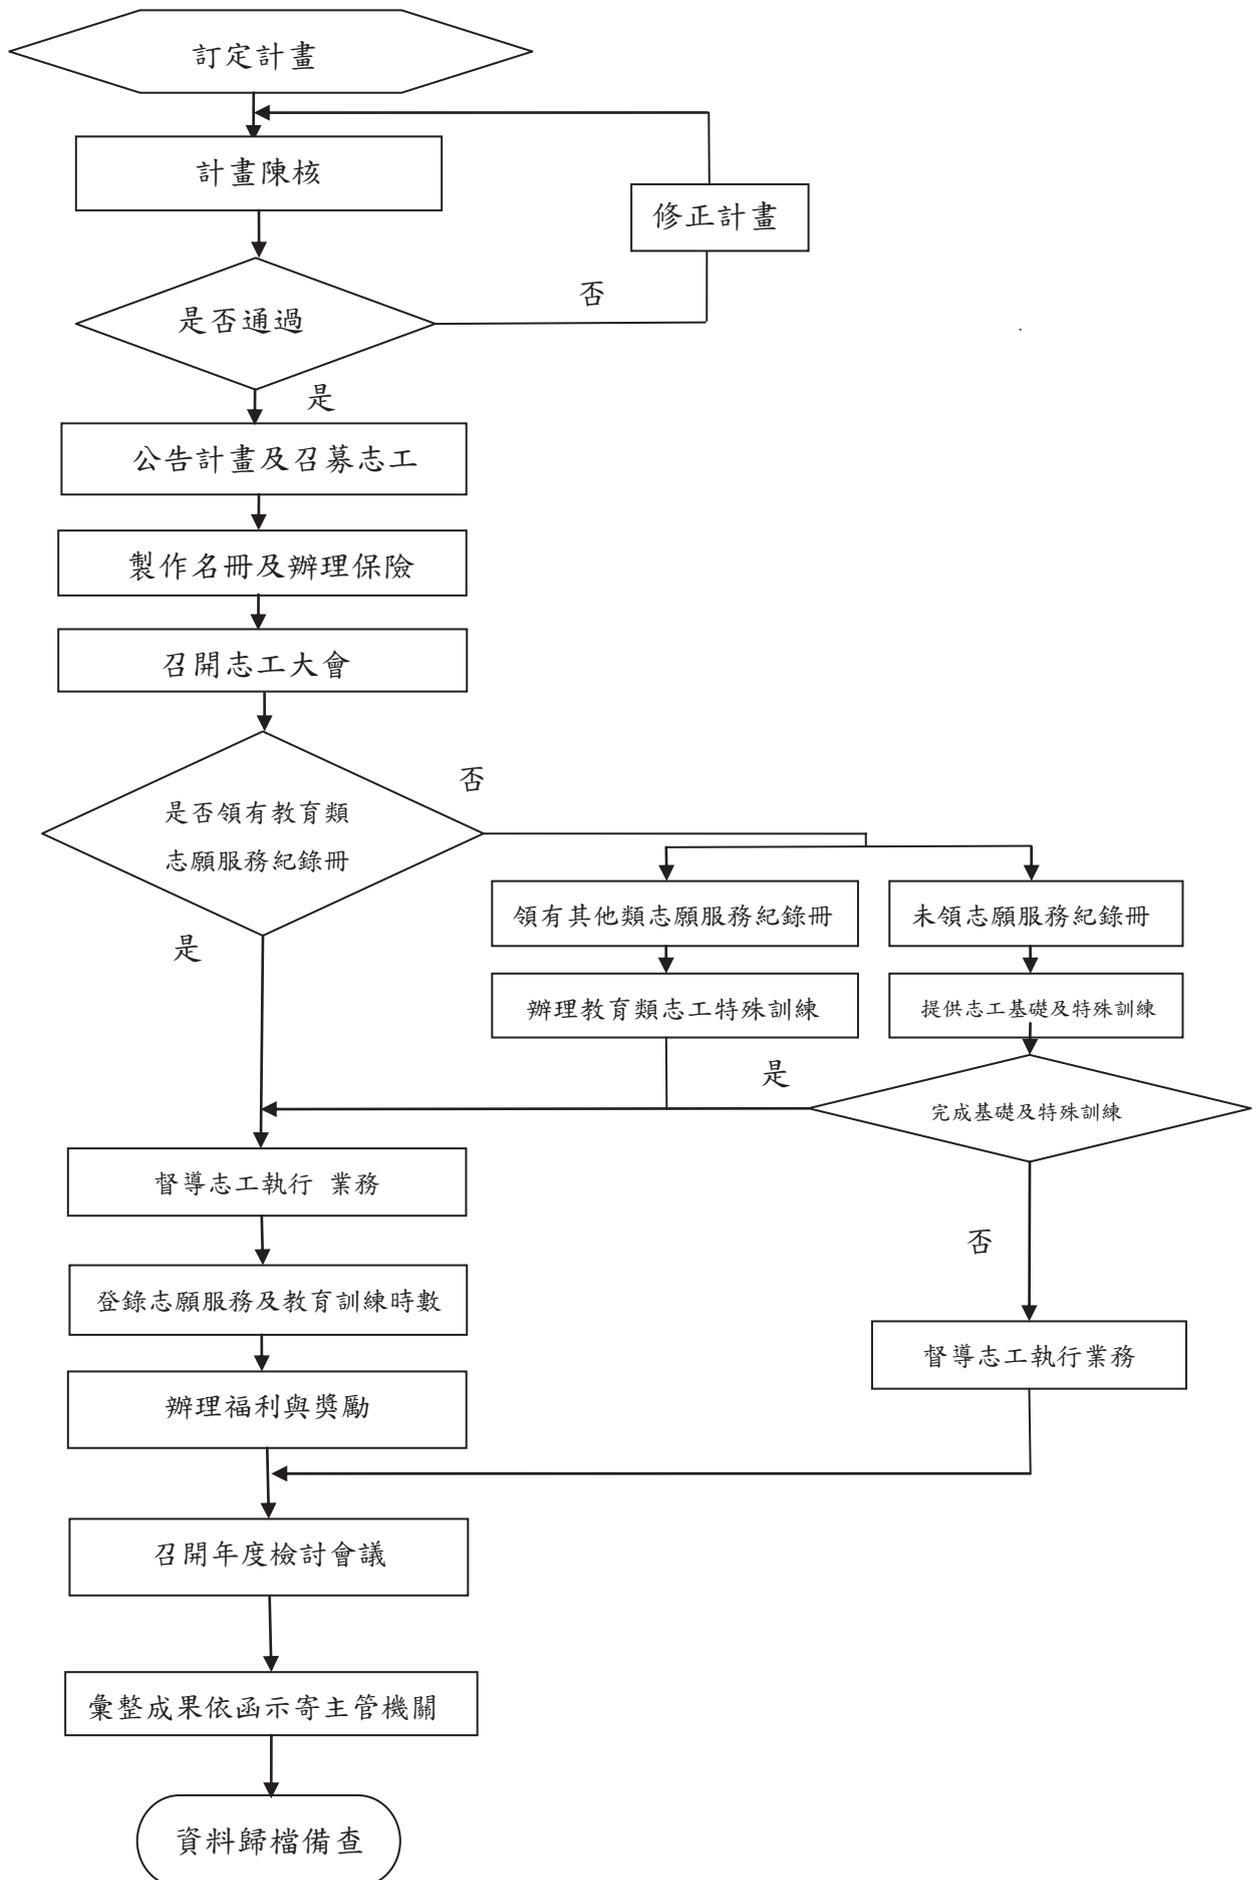 訂定計畫
計畫陳核
修正計畫
否
是否通過
是
公告計畫及召募志工
製作名冊及辦理保險
召開志工大會
否
是否領有教育類
志願服務紀錄冊
領有其他類志願服務紀錄冊
未領志願服務紀錄冊
是
辦理教育類志工特殊訓練
提供志工基礎及特殊訓練
是
完成基礎及特殊訓練
督導志工執行 業務
否
登錄志願服務及教育訓練時數
督導志工執行業務
辦理福利與獎勵
召開年度檢討會議
彙整成果依函示寄主管機關
資料歸檔備查